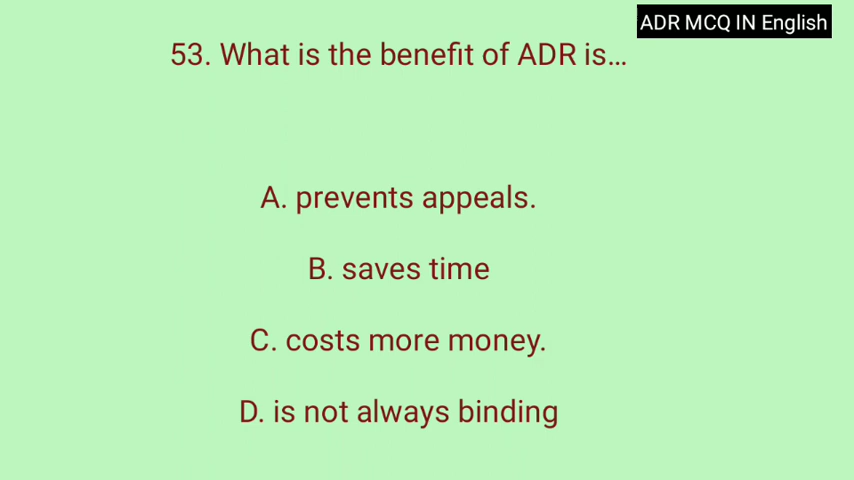 ADR MCQ IN English
53. What is the benefit of ADR is...
A. prevents appeals.
B. saves time
C. costs more money.
D. is not always binding